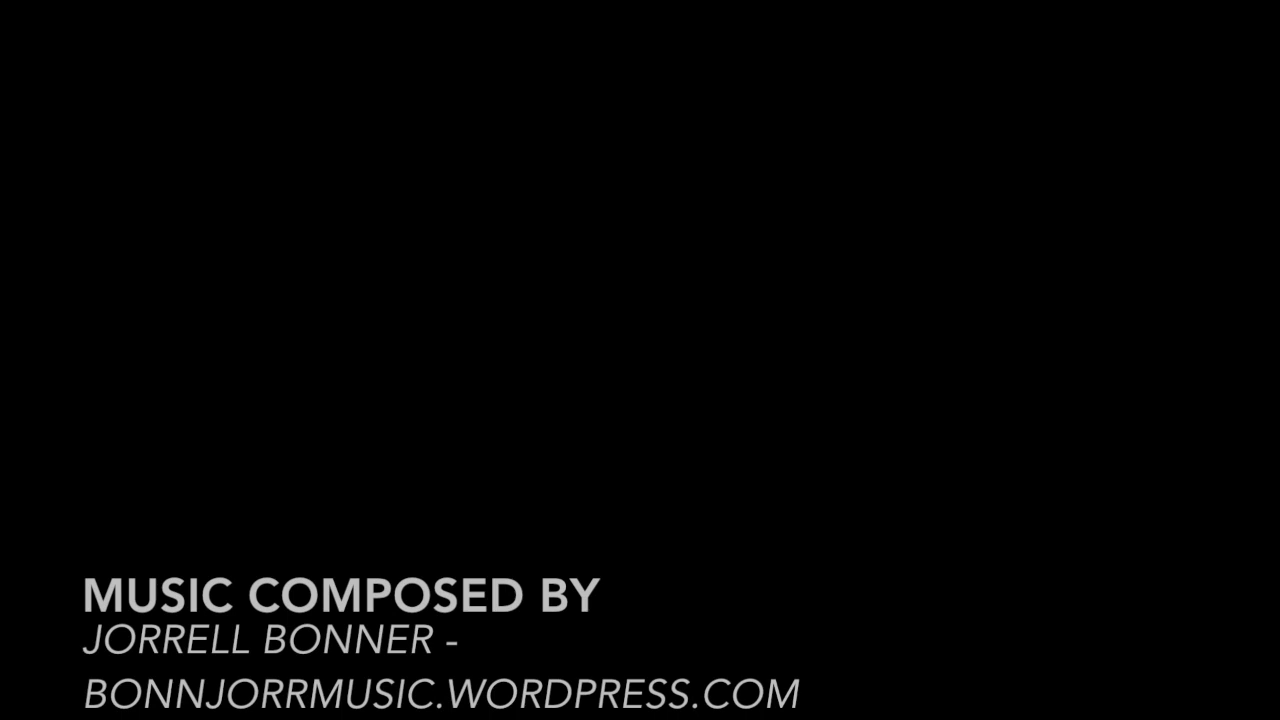 MUSIC COMPOSED BY
JORRELL BONNER -
BONNJORRMUSIC.WORDPRESS.COM